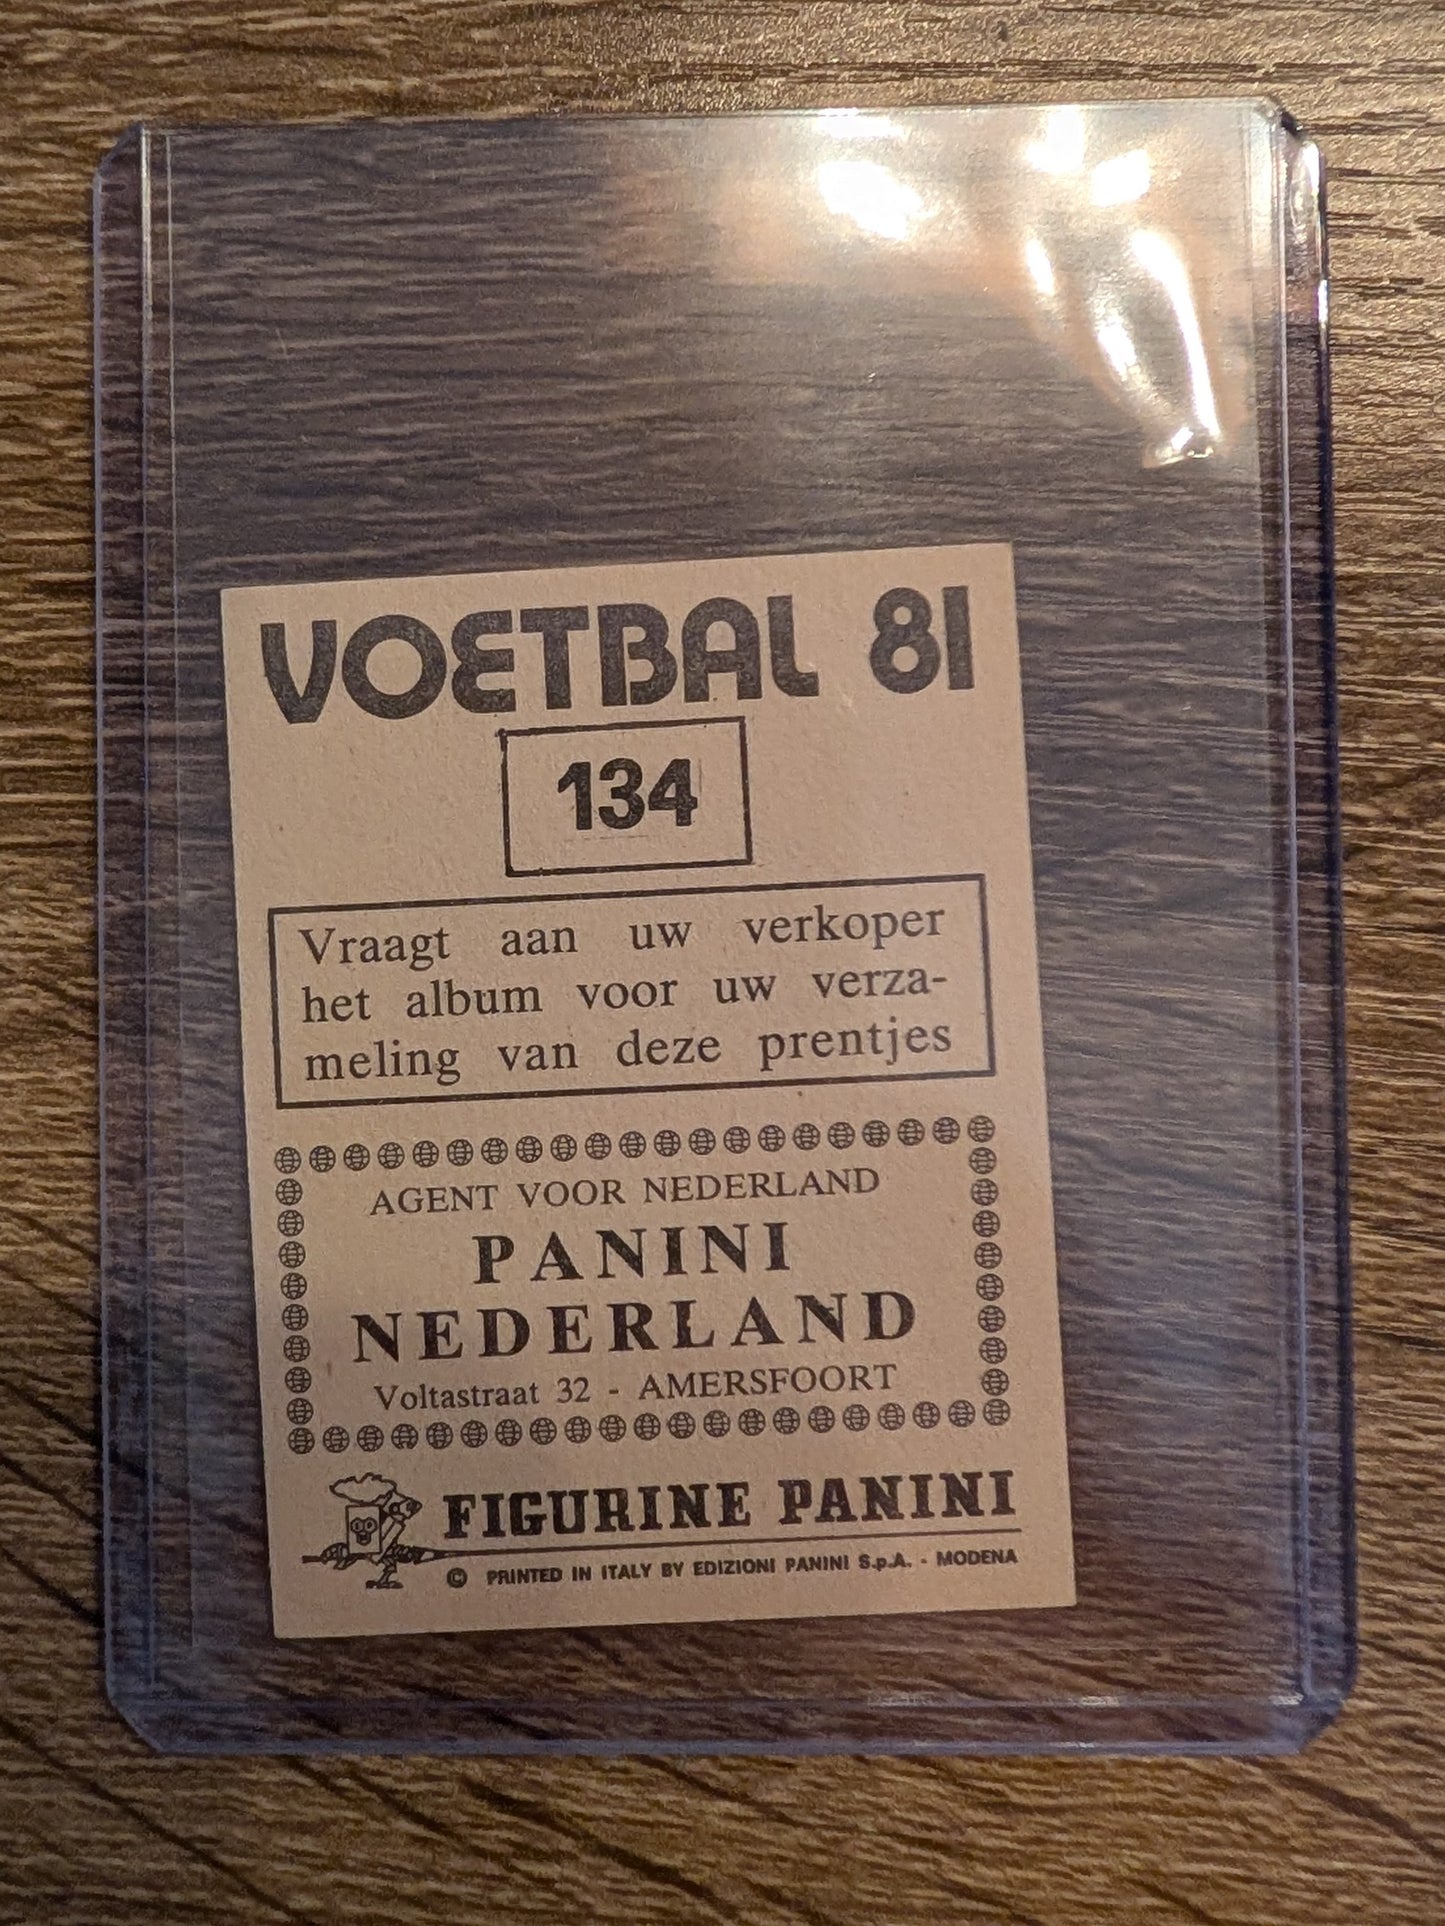 VOETBAL 81
134
Vraagt aan uw verkoper
het album voor uw verza-
meling van deze prentjes
AGENT VOOR NEDERLAND
PANINI
NEDERLAND
Voltastraat 32 - AMERSFOORT
FIGURINE PANINI
© PRINTED IN ITALY BY EDIZIONI PANINI S.p.A. - MODENA